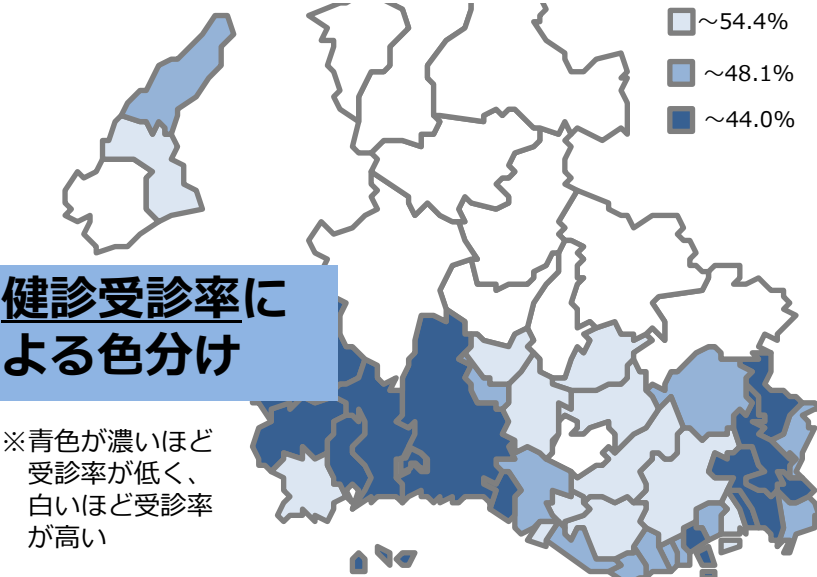 ~54.4%
~48.1%
~44.0%
健診受診率に
よる色分け
※青色が濃いほど
受診率が低く、
白いほど受診率
が高い